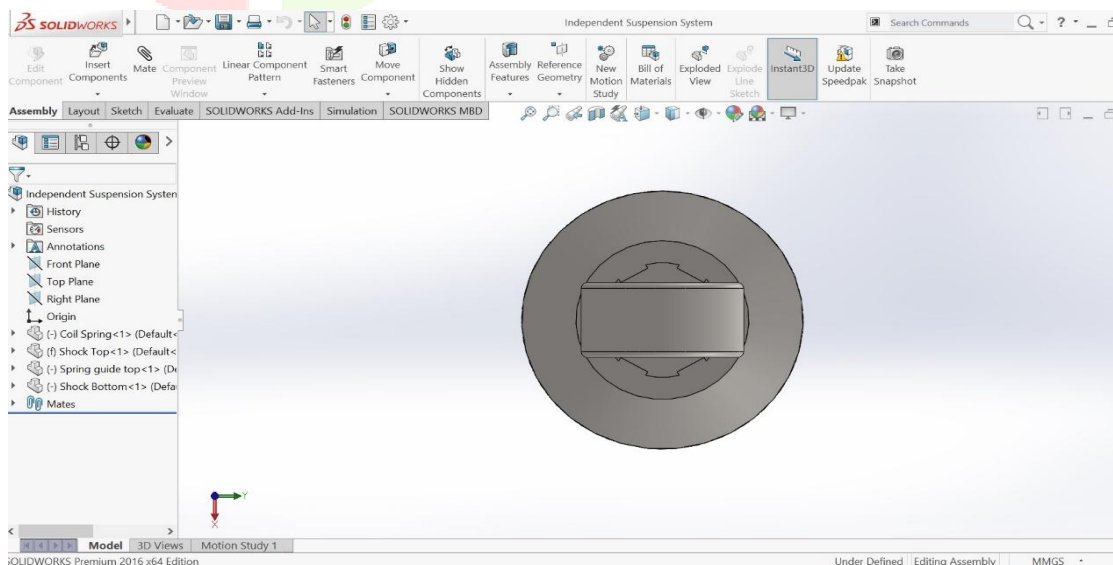 SOLIDWORKS
Independent Suspension System
Search Commands
?
Edit Component
Insert Components
Mate
Component Preview Window
Linear Component Pattern
Smart Fasteners
Move Component
Show Hidden Components
Assembly Features
Reference Geometry
New Motion Study
Bill of Materials
Exploded View
Explode Line Sketch
Instant3D
Update Speedpak
Take Snapshot
Assembly Layout Sketch Evaluate SOLIDWORKS Add-Ins Simulation SOLIDWORKS MBD
Independent Suspension System
History
Sensors
Annotations
Front Plane
Top Plane
Right Plane
Origin
(-) Coil Spring<1> (Default<
(f) Shock Top<1> (Default<
(-) Spring guide top<1> (De
(-) Shock Bottom<1> (Defa
Mates
Y
X
Model 3D Views Motion Study 1
SOLIDWORKS Premium 2016 x64 Edition
Under Defined Editing Assembly MMGS